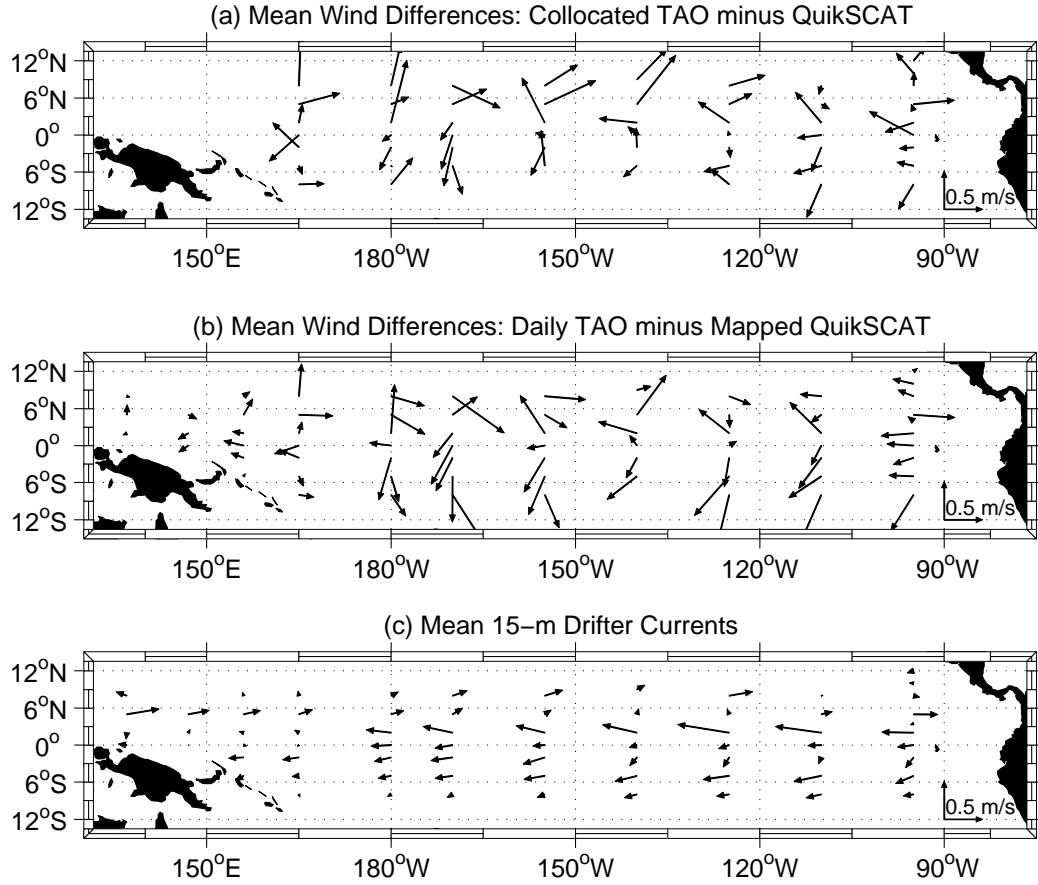 (a) Mean Wind Differences: Collocated TAO minus QuikSCAT
12°N
6°N
0°
6°S
12°S
0.5 m/s
150°E
180°W
150°W
120°W
90°W
(b) Mean Wind Differences: Daily TAO minus Mapped QuikSCAT
12°N
6°N
0°
6°S
12°S
0.5 m/s
150°E
180°W
150°W
120°W
90°W
(c) Mean 15−m Drifter Currents
12°N
6°N
0°
6°S
12°S
0.5 m/s
150°E
180°W
150°W
120°W
90°W